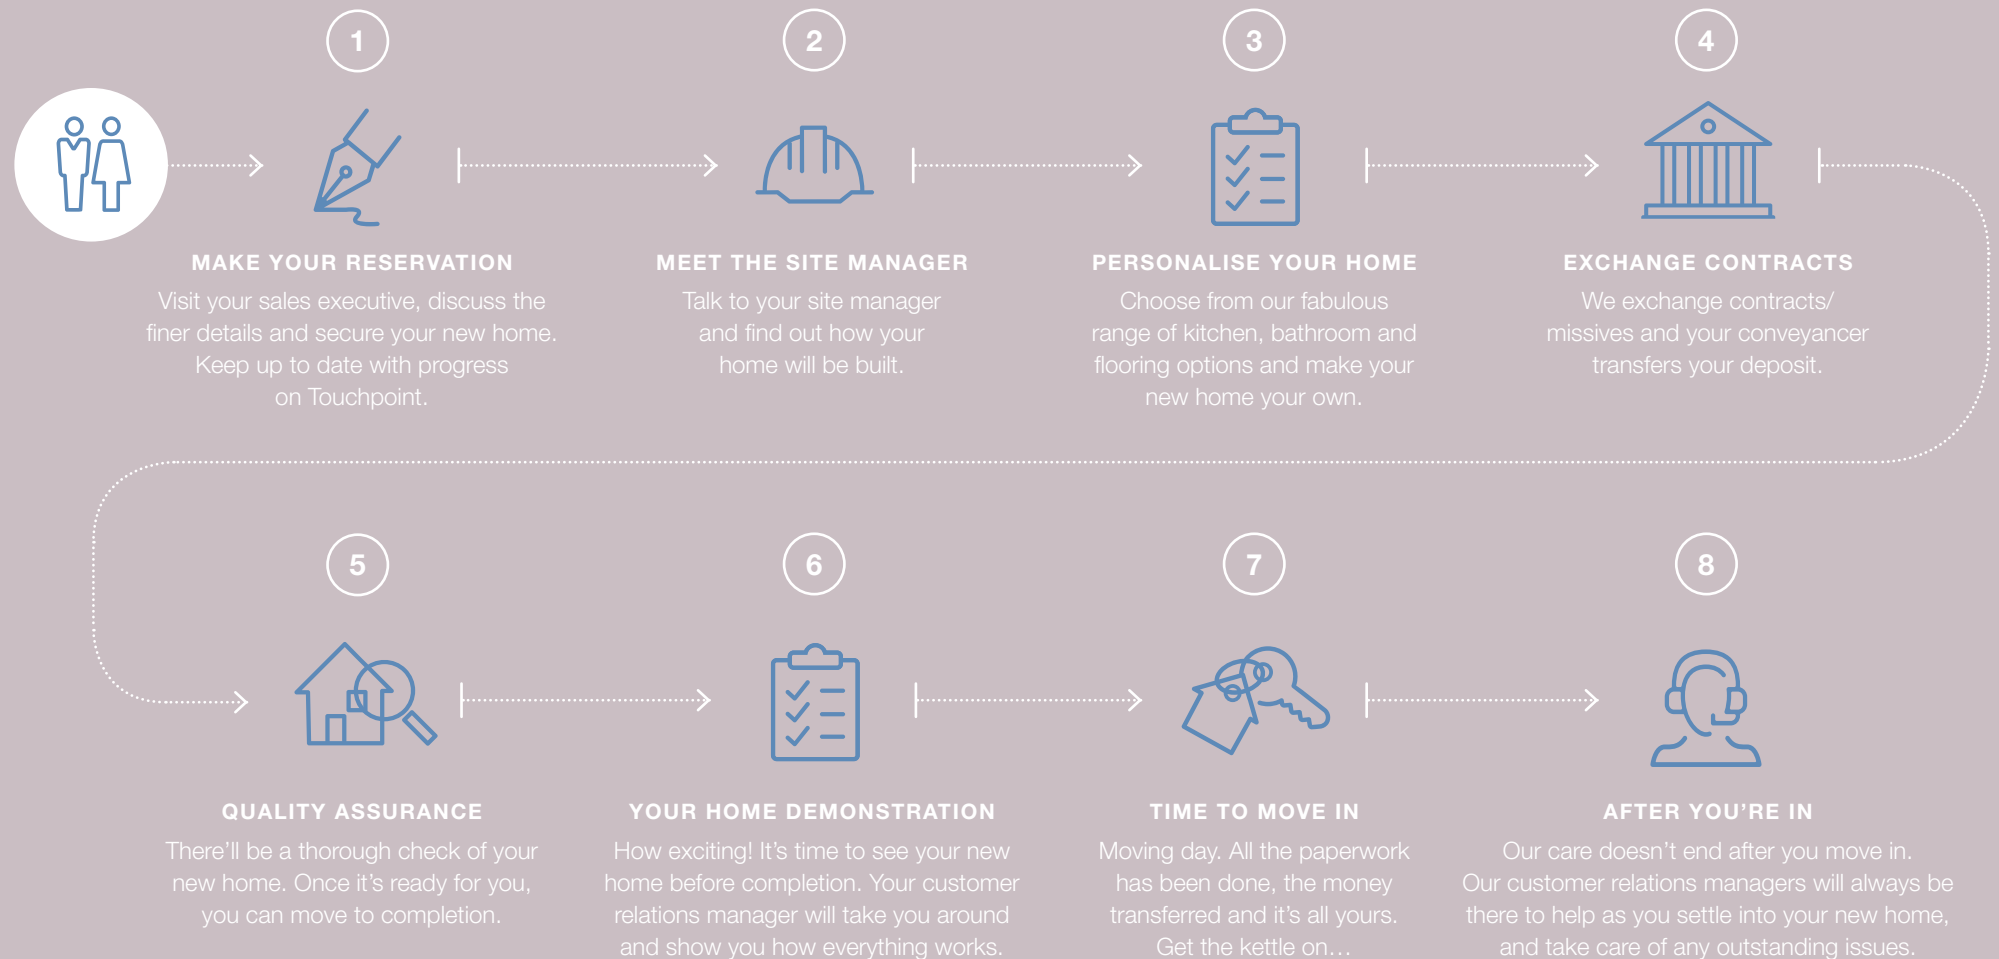 1
MAKE YOUR RESERVATION
Visit your sales executive, discuss the
finer details and secure your new home.
Keep up to date with progress
on Touchpoint.
2
MEET THE SITE MANAGER
Talk to your site manager
and find out how your
home will be built.
3
PERSONALISE YOUR HOME
Choose from our fabulous
range of kitchen, bathroom and
flooring options and make your
new home your own.
4
EXCHANGE CONTRACTS
We exchange contracts/
missives and your conveyancer
transfers your deposit.
5
QUALITY ASSURANCE
There’ll be a thorough check of your
new home. Once it’s ready for you,
you can move to completion.
6
YOUR HOME DEMONSTRATION
How exciting! It’s time to see your new
home before completion. Your customer
relations manager will take you around
and show you how everything works.
7
TIME TO MOVE IN
Moving day. All the paperwork
has been done, the money
transferred and it’s all yours.
Get the kettle on…
8
AFTER YOU’RE IN
Our care doesn’t end after you move in.
Our customer relations managers will always be
there to help as you settle into your new home,
and take care of any outstanding issues.